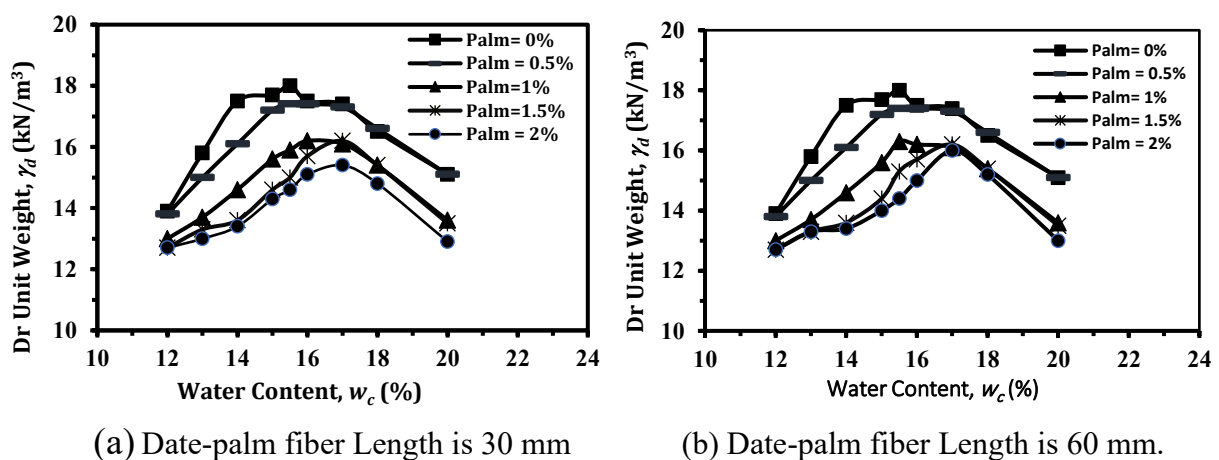 20
18
16
14
12
10
Dr Unit Weight, γd (kN/m³)
10 12 14 16 18 20 22 24
Water Content, wc (%)
Palm= 0%
Palm = 0.5%
Palm=1%
Palm=1.5%
Palm = 2%
(a) Date-palm fiber Length is 30 mm
20
18
16
14
12
10
Dr Unit Weight, γd (kN/m³)
10 12 14 16 18 20 22 24
Water Content, wc (%)
Palm= 0%
Palm = 0.5%
Palm= 1%
Palm= 1.5%
Palm = 2%
(b) Date-palm fiber Length is 60 mm.